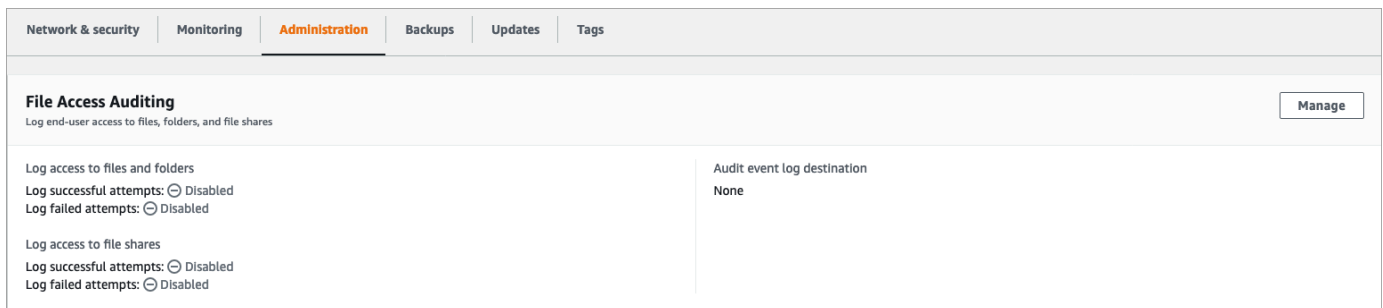 Network & security Monitoring Administration Backups Updates Tags
File Access Auditing
Log end-user access to files, folders, and file shares
Manage
Log access to files and folders
Log successful attempts: Disabled
Log failed attempts: Disabled
Log access to file shares
Log successful attempts: Disabled
Log failed attempts: Disabled
Audit event log destination
None